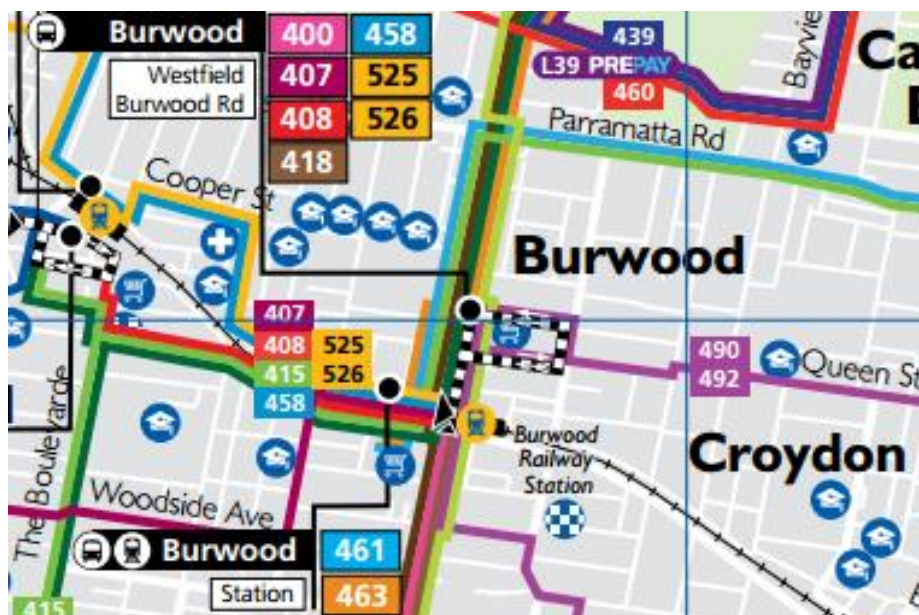 Burwood
Westfield
Burwood Rd
400 458
407 525
408 526
418
439
L39 PREPAY
460
Bayvie
Ca
Parramatta Rd
Cooper St
Burwood
407
408 525
415 526
458
490
492
Queen St
Burwood
Railway
Station
Croydon
The Boulevarde
Woodside Ave
Burwood
Station
461
463
415